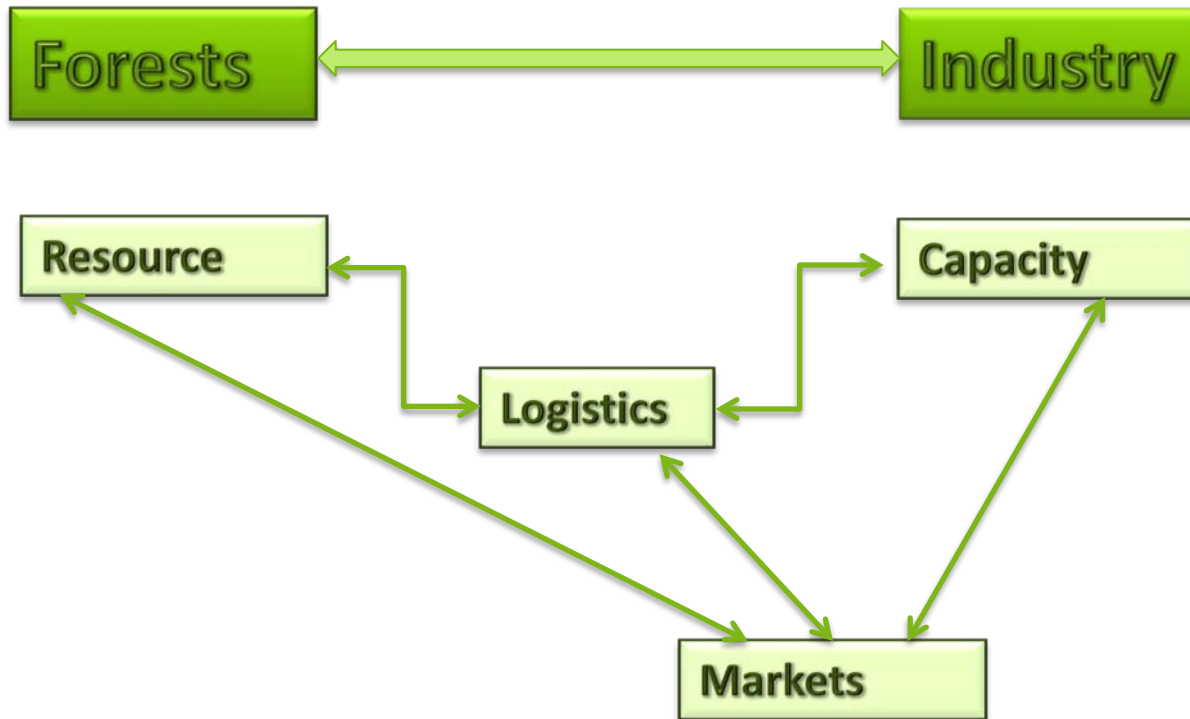 Forests
Industry
Resource
Capacity
Logistics
Markets